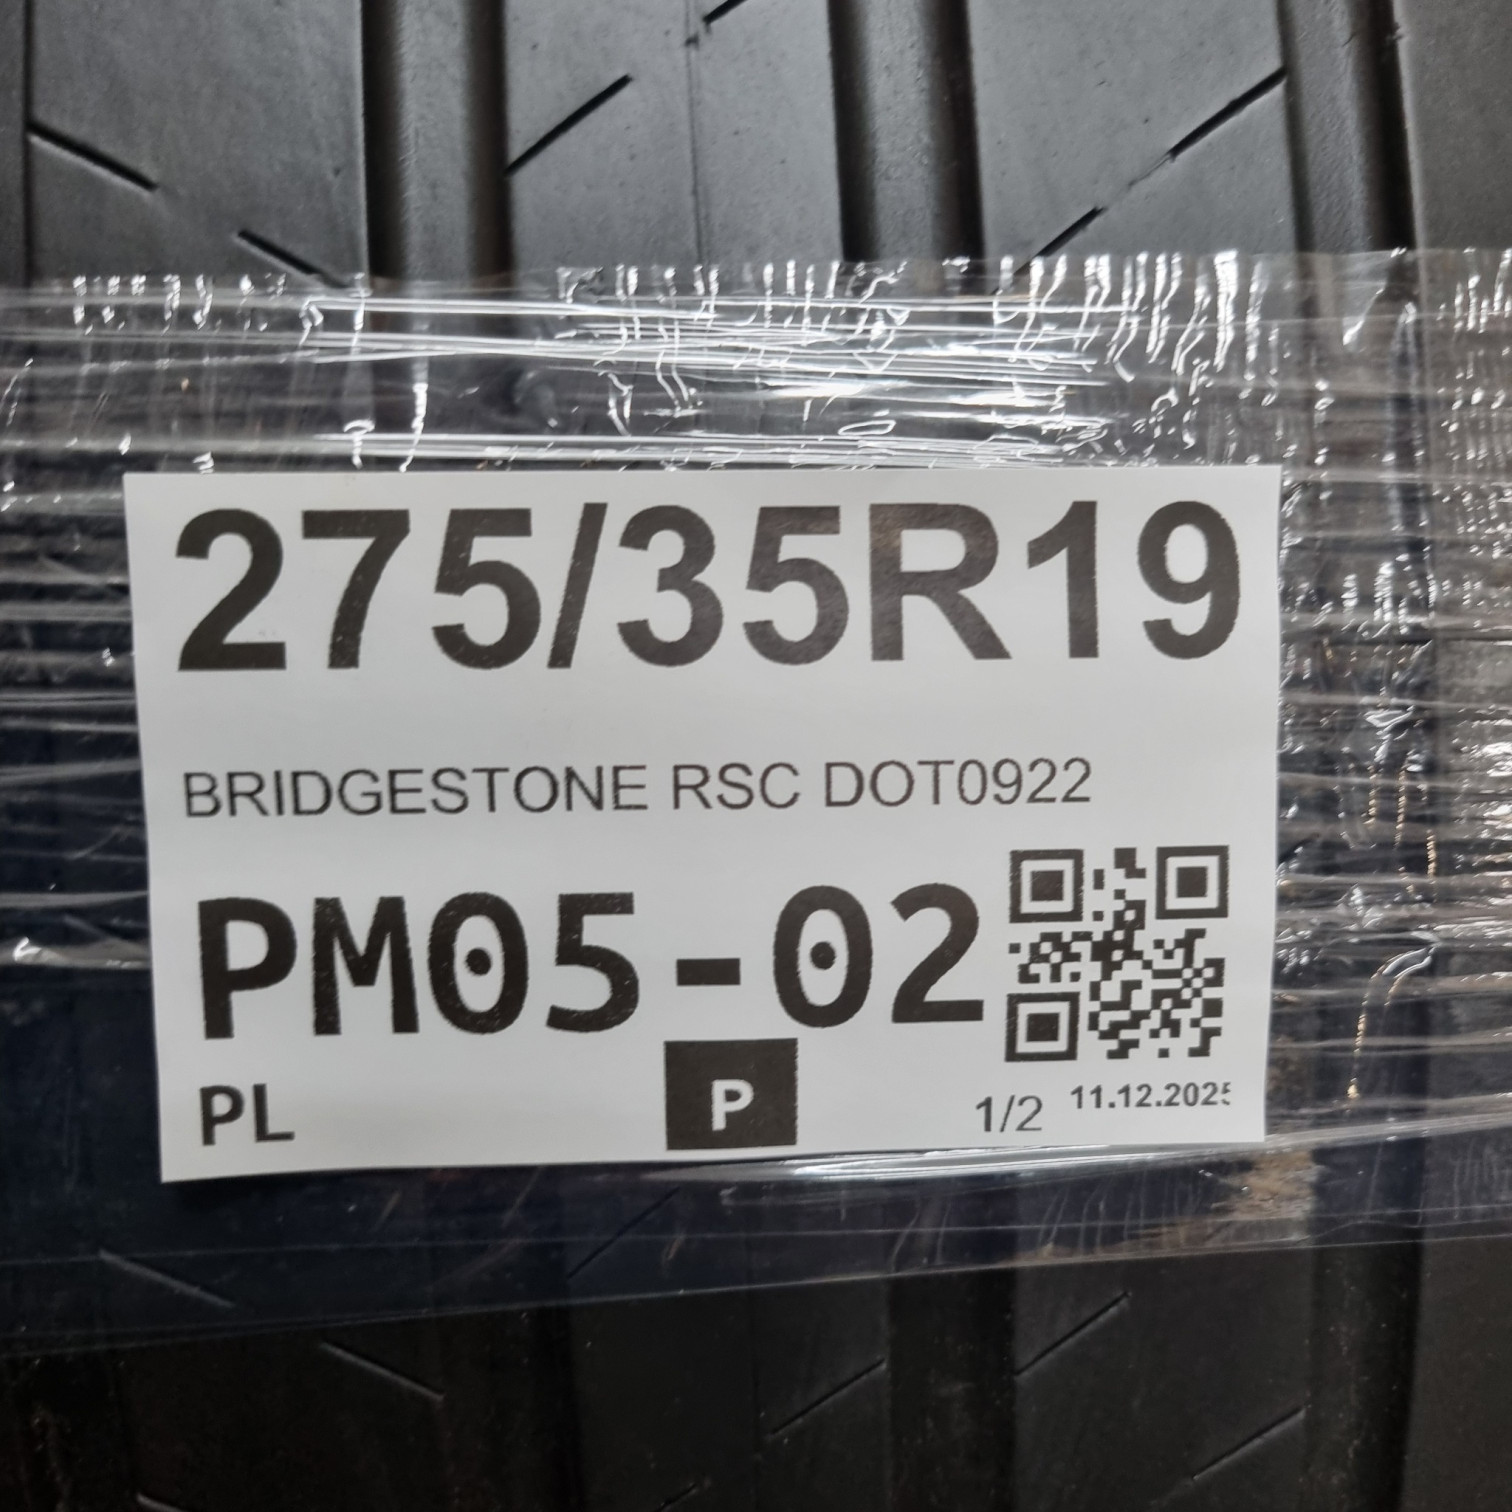 275/35R19
BRIDGESTONE RSC DOT0922
PM05-02
PL P 1/2 11.12.2025